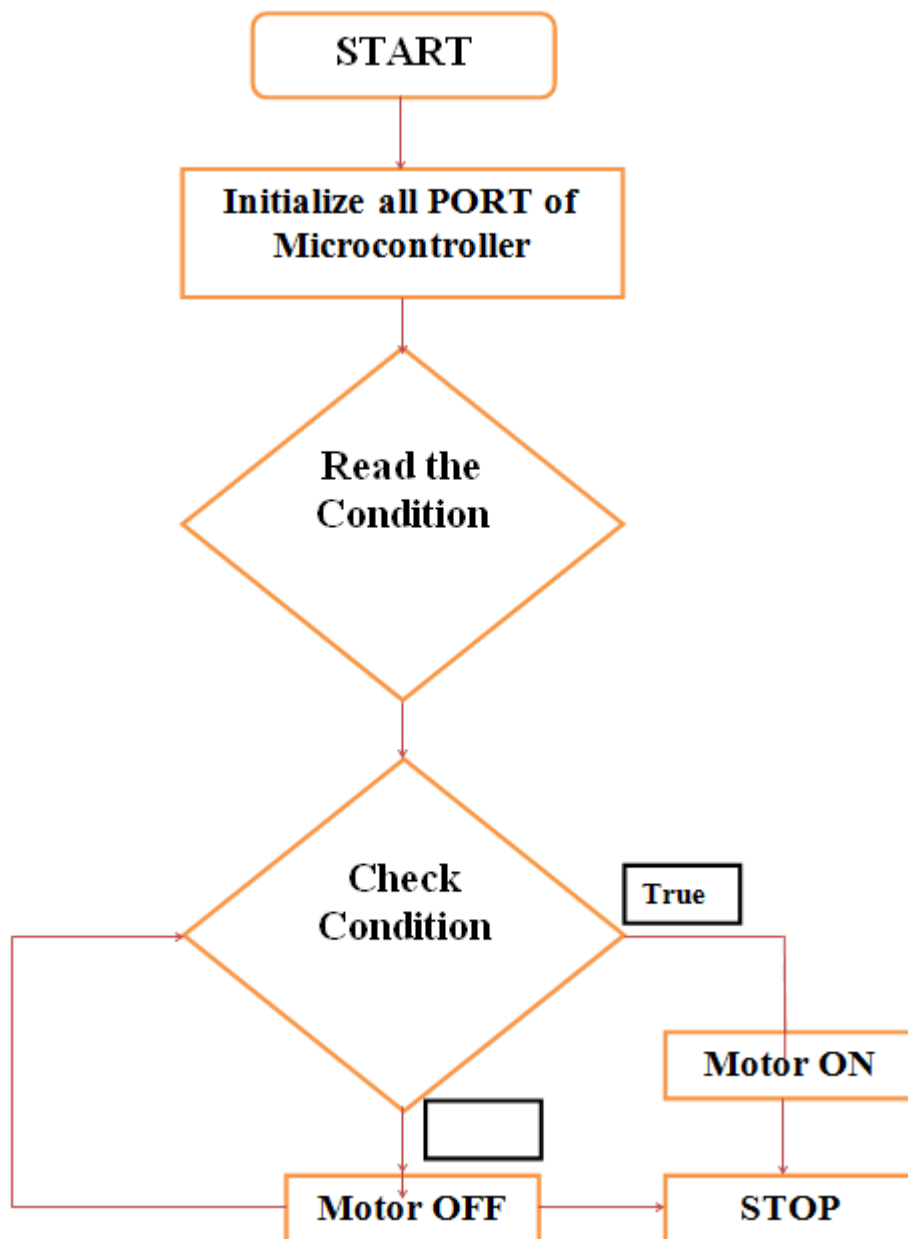 START
Initialize all PORT of
Microcontroller
Read the
Condition
Check
Condition
True
Motor ON
Motor OFF
STOP